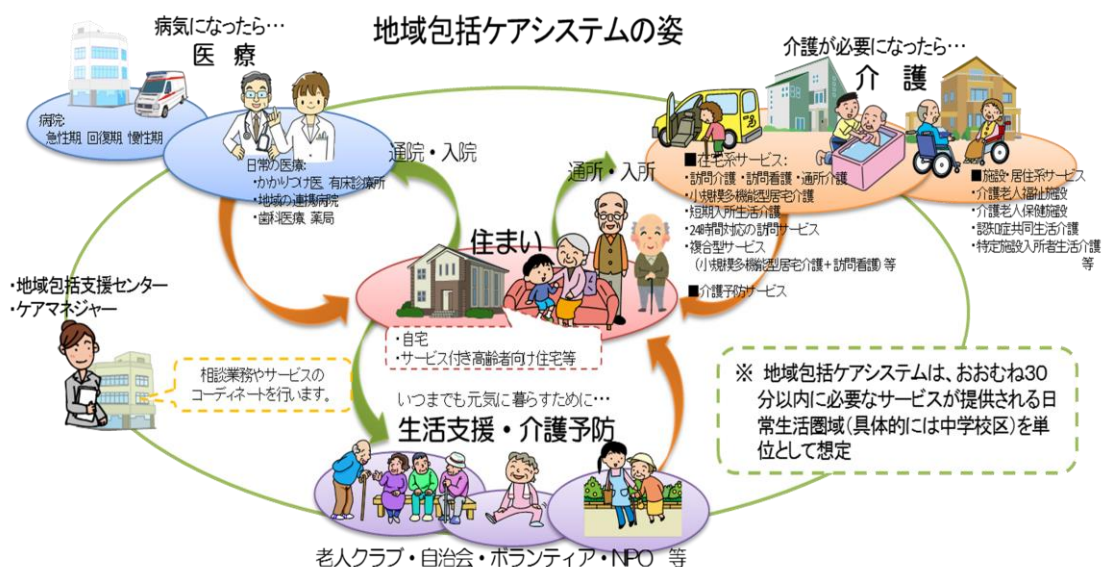 地域包括ケアシステムの姿
病気になったら…
医 療
病院:
急性期 回復期 慢性期
日常の医療:
・かかりつけ医 有床診療所
・地域の連携病院
・歯科医療 薬局
通院・入院
介護が必要になったら…
介 護
通所・入所
■在宅系サービス:
・訪問介護 ・訪問看護 ・通所介護
・小規模多機能型居宅介護
・短期入所生活介護
・24時間対応の訪問サービス
・複合型サービス
(小規模多機能型居宅介護+訪問看護) 等
■介護予防サービス
■施設・居住系サービス
・介護老人福祉施設
・介護老人保健施設
・認知症共同生活介護
・特定施設入所者生活介護
等
住まい
・自宅
・サービス付き高齢者向け住宅等
・地域包括支援センター
・ケアマネジャー
相談業務やサービスの
コーディネートを行います。
いつまでも元気に暮らすために…
生活支援・介護予防
老人クラブ・自治会・ボランティア・NPO 等
※ 地域包括ケアシステムは、おおむね30
分以内に必要なサービスが提供される日
常生活圏域(具体的には中学校区)を単
位として想定